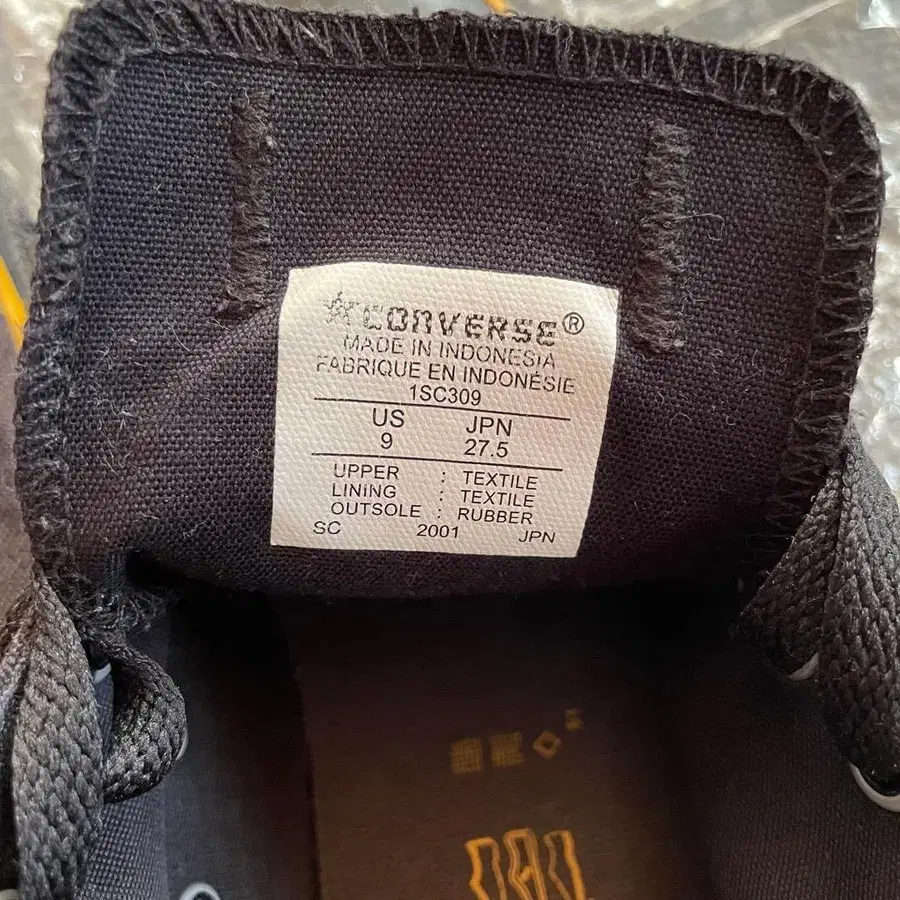 CONVERSE®
MADE IN INDONESIA
FABRIQUE EN INDONÉSIE
1SC309
US JPN
9 27.5
UPPER : TEXTILE
LINING : TEXTILE
OUTSOLE : RUBBER
SC 2001 JPN